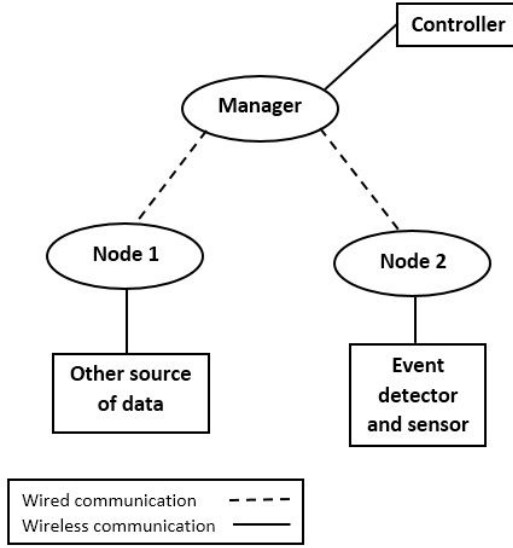 Controller
Manager
Node 1
Node 2
Other source
of data
Event
detector
and sensor
Wired communication
Wireless communication